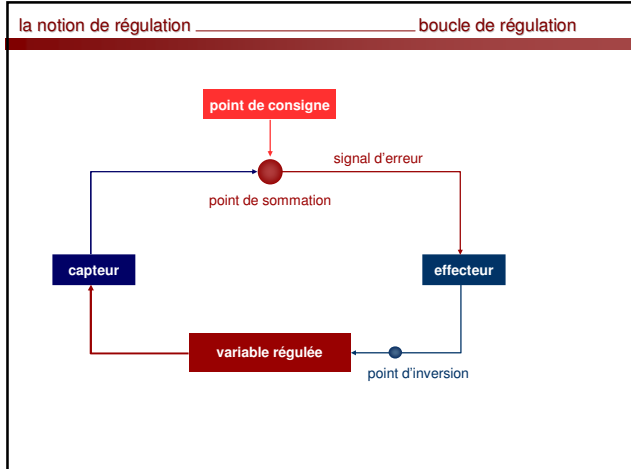 la notion de régulation ________________________ boucle de régulation
point de consigne
signal d'erreur
point de sommation
capteur
effecteur
variable régulée
point d'inversion